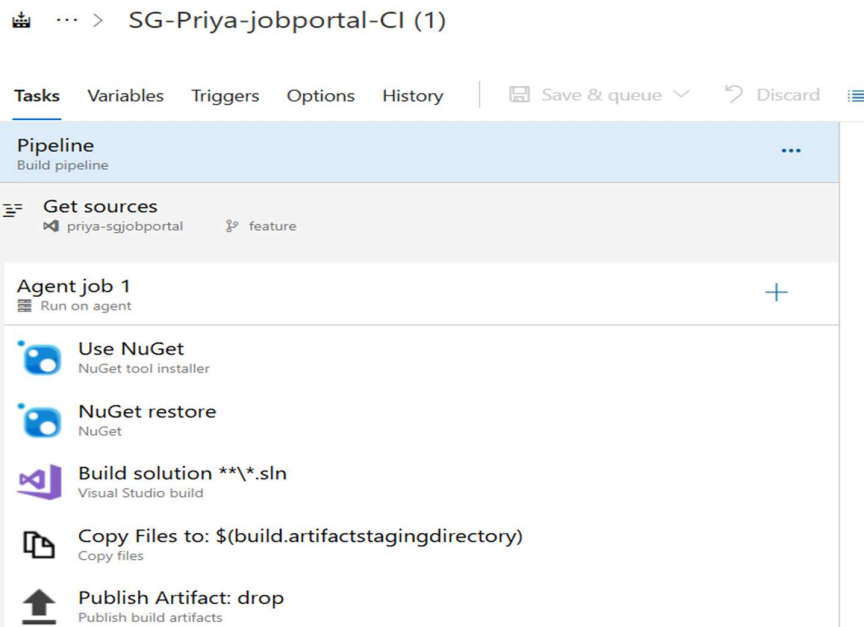 ... > SG-Priya-jobportal-CI (1)
Tasks Variables Triggers Options History Save & queue Discard
Pipeline
Build pipeline
Get sources
priya-sgjobportal feature
Agent job 1
Run on agent
Use NuGet
NuGet tool installer
NuGet restore
NuGet
Build solution **\*.sln
Visual Studio build
Copy Files to: $(build.artifactstagingdirectory)
Copy files
Publish Artifact: drop
Publish build artifacts